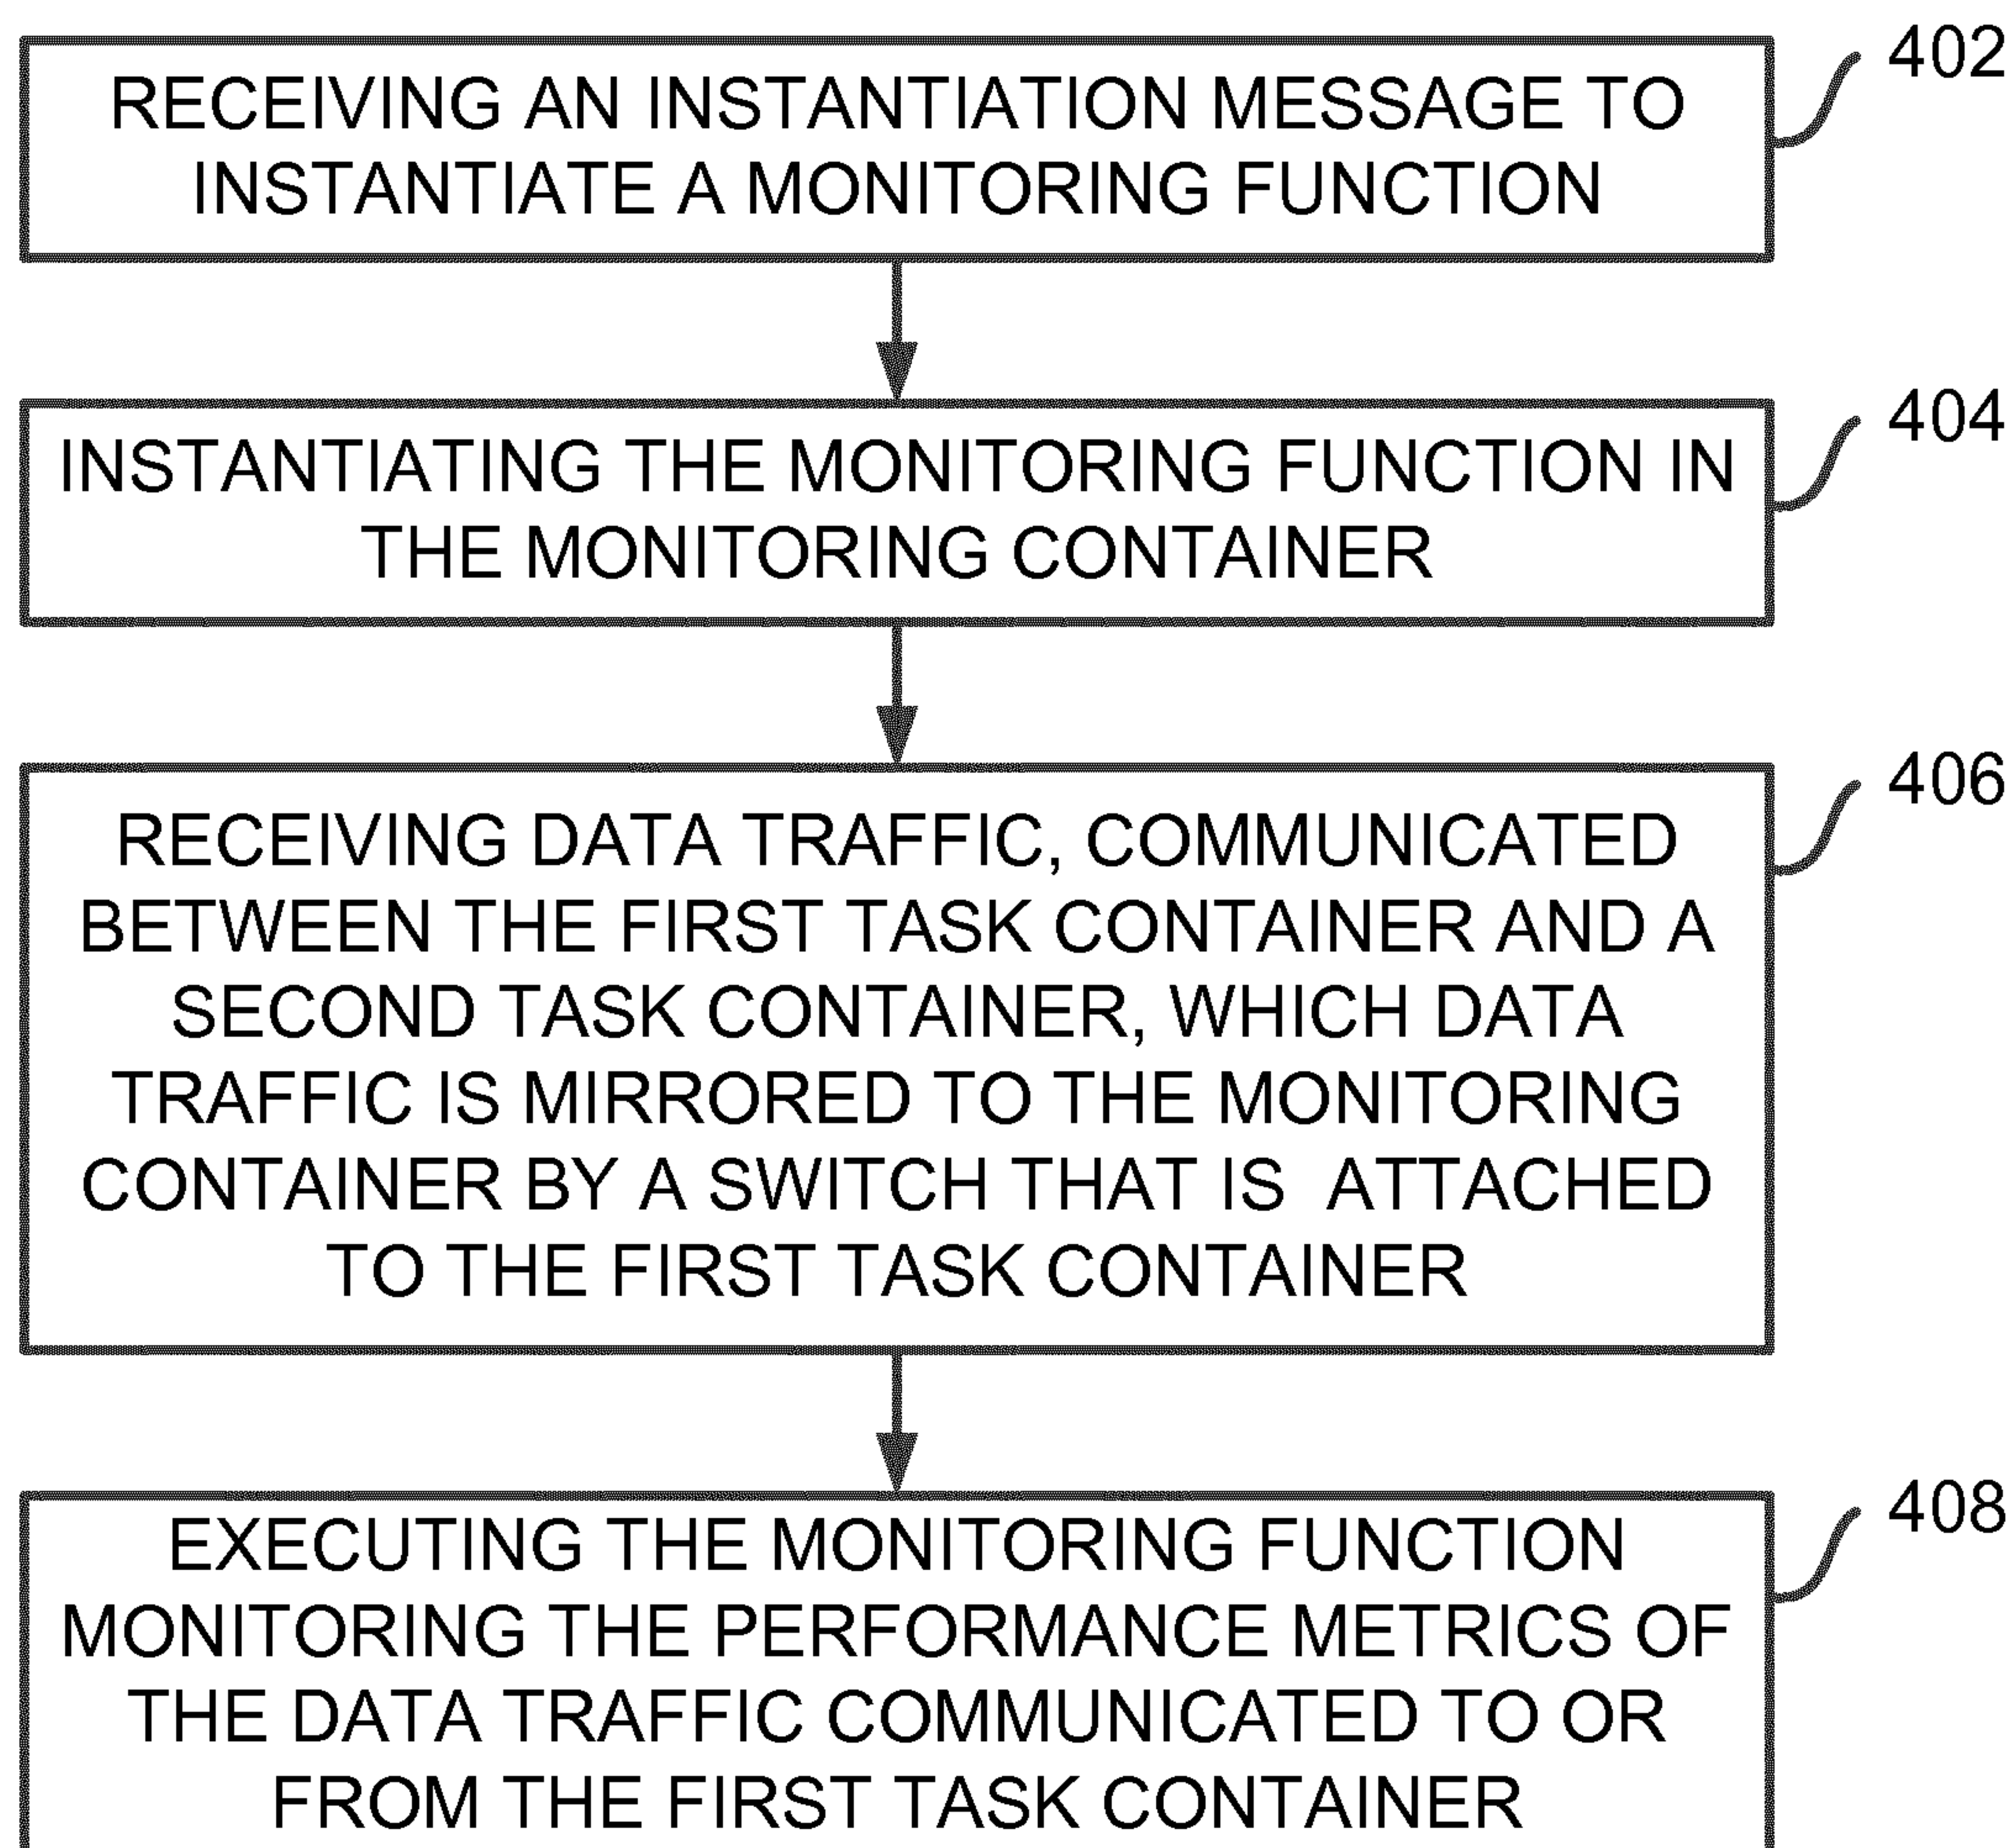 402
RECEIVING AN INSTANTIATION MESSAGE TO
INSTANTIATE A MONITORING FUNCTION
404
INSTANTIATING THE MONITORING FUNCTION IN
THE MONITORING CONTAINER
406
RECEIVING DATA TRAFFIC, COMMUNICATED
BETWEEN THE FIRST TASK CONTAINER AND A
SECOND TASK CONTAINER, WHICH DATA
TRAFFIC IS MIRRORED TO THE MONITORING
CONTAINER BY A SWITCH THAT IS ATTACHED
TO THE FIRST TASK CONTAINER
408
EXECUTING THE MONITORING FUNCTION
MONITORING THE PERFORMANCE METRICS OF
THE DATA TRAFFIC COMMUNICATED TO OR
FROM THE FIRST TASK CONTAINER